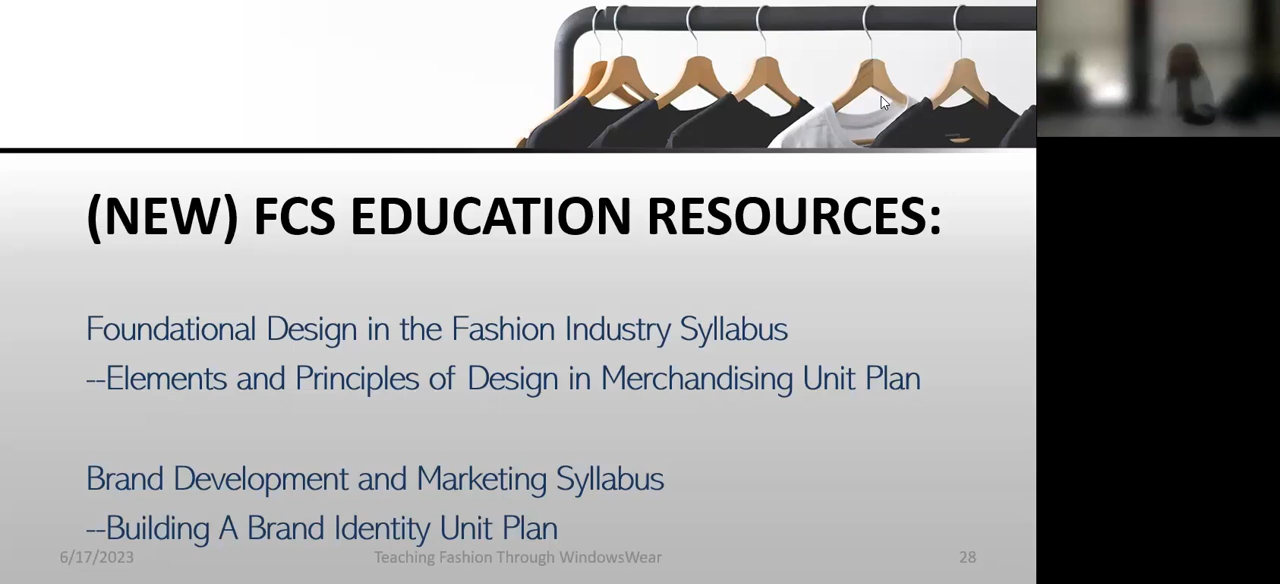 (NEW) FCS EDUCATION RESOURCES:
Foundational Design in the Fashion Industry Syllabus
--Elements and Principles of Design in Merchandising Unit Plan
Brand Development and Marketing Syllabus
--Building A Brand Identity Unit Plan
6/17/2023 Teaching Fashion Through WindowsWear 28